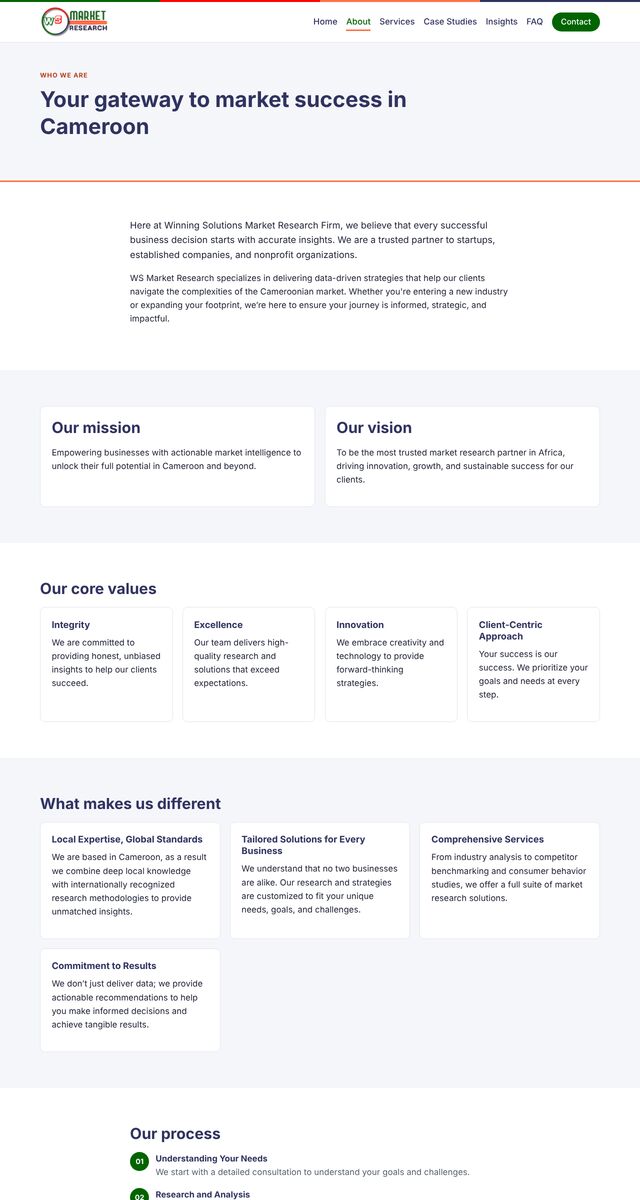 WS MARKET
RESEARCH
Home About Services Case Studies Insights FAQ Contact
WHO WE ARE
Your gateway to market success in
Cameroon
Here at Winning Solutions Market Research Firm, we believe that every successful
business decision starts with accurate insights. We are a trusted partner to startups,
established companies, and nonprofit organizations.
WS Market Research specializes in delivering data-driven strategies that help our clients
navigate the complexities of the Cameroonian market. Whether you're entering a new industry
or expanding your footprint, we're here to ensure your journey is informed, strategic, and
impactful.
Our mission
Empowering businesses with actionable market intelligence to
unlock their full potential in Cameroon and beyond.
Our vision
To be the most trusted market research partner in Africa,
driving innovation, growth, and sustainable success for our
clients.
Our core values
Integrity
We are committed to
providing honest, unbiased
insights to help our clients
succeed.
Excellence
Our team delivers high-
quality research and
solutions that exceed
expectations.
Innovation
We embrace creativity and
technology to provide
forward-thinking
strategies.
Client-Centric
Approach
Your success is our
success. We prioritize your
goals and needs at every
step.
What makes us different
Local Expertise, Global Standards
We are based in Cameroon, as a result
we combine deep local knowledge
with internationally recognized
research methodologies to provide
unmatched insights.
Tailored Solutions for Every
Business
We understand that no two businesses
are alike. Our research and strategies
are customized to fit your unique
needs, goals, and challenges.
Comprehensive Services
From industry analysis to competitor
benchmarking and consumer behavior
studies, we offer a full suite of market
research solutions.
Commitment to Results
We don't just deliver data; we provide
actionable recommendations to help
you make informed decisions and
achieve tangible results.
Our process
01 Understanding Your Needs
We start with a detailed consultation to understand your goals and challenges.
02 Research and Analysis